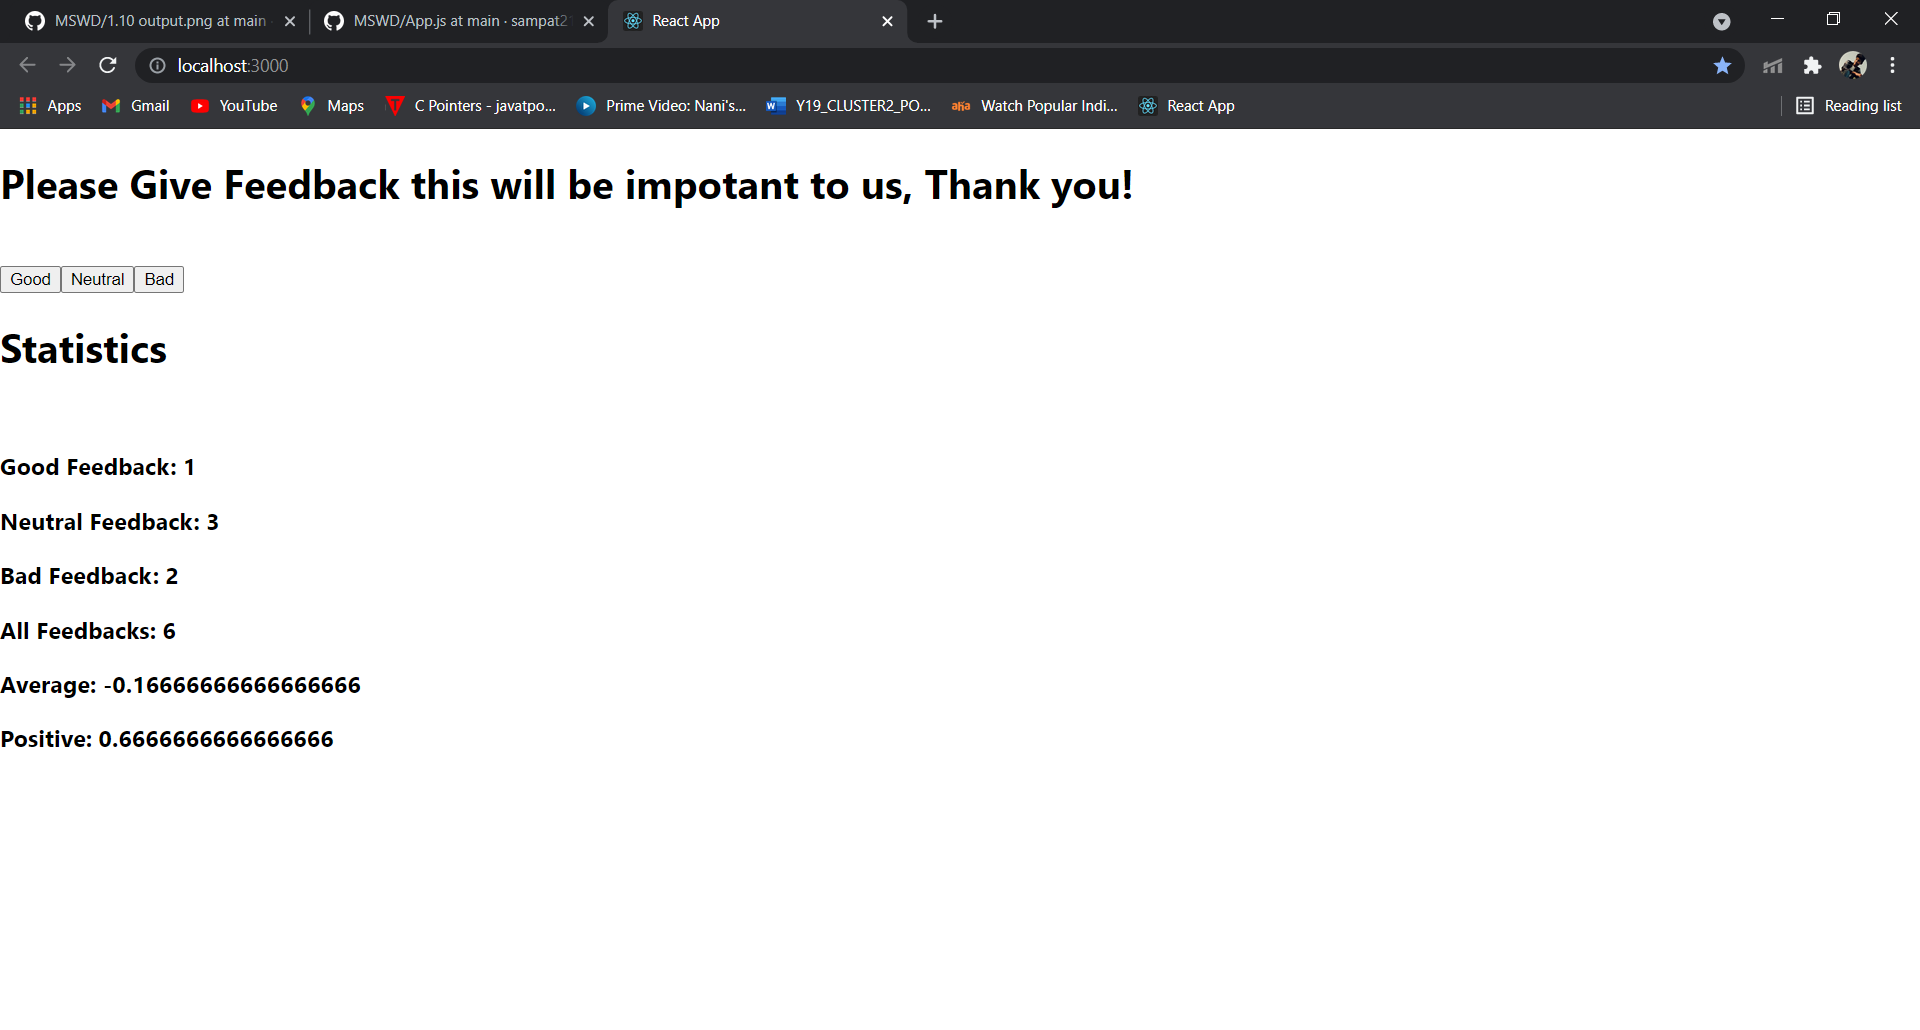 MSWD/1.10 output.png at main
MSWD/App.js at main · sampat2
React App
localhost:3000
Apps
Gmail
YouTube
Maps
C Pointers - javatpo...
Prime Video: Nani's...
Y19_CLUSTER2_PO...
aha
Watch Popular Indi...
React App
Reading list
Please Give Feedback this will be impotant to us, Thank you!
Good Neutral Bad
Statistics
Good Feedback: 1
Neutral Feedback: 3
Bad Feedback: 2
All Feedbacks: 6
Average: -0.16666666666666666
Positive: 0.6666666666666666